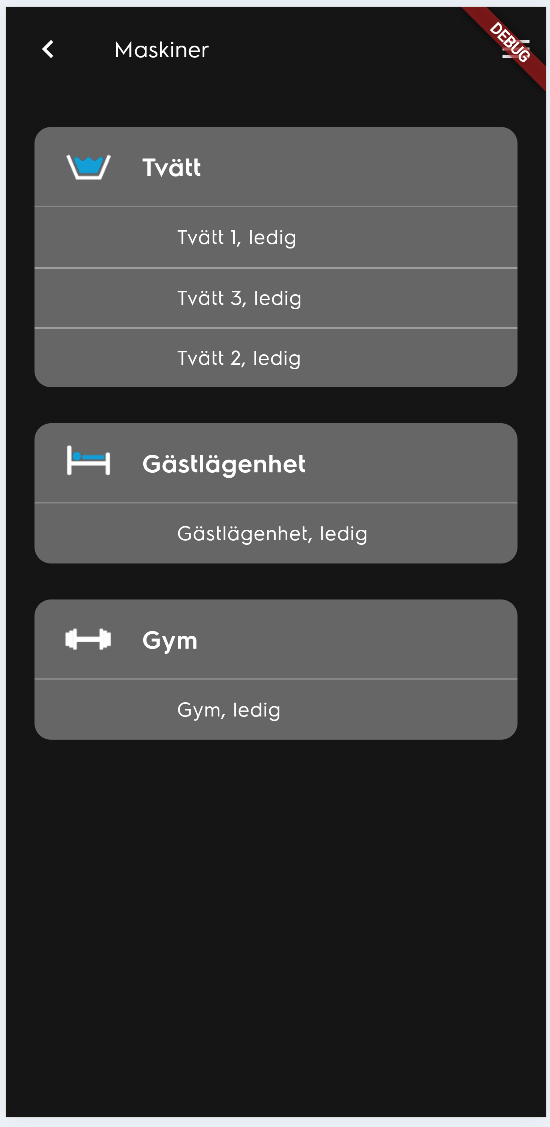 Maskiner
DEBUG
Tvätt
Tvätt 1, ledig
Tvätt 3, ledig
Tvätt 2, ledig
Gästlägenhet
Gästlägenhet, ledig
Gym
Gym, ledig